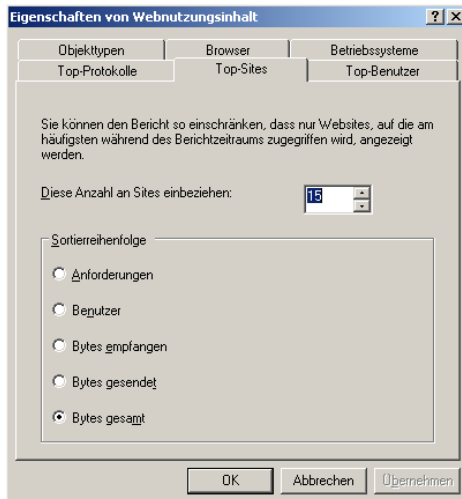 Eigenschaften von Webnutzungsinhalt
Objekttypen Browser Betriebssysteme
Top-Protokolle Top-Sites Top-Benutzer
Sie können den Bericht so einschränken, dass nur Websites, auf die am
häufigsten während des Berichtzeitraums zugegriffen wird, angezeigt
werden.
Diese Anzahl an Sites einbeziehen: 15
Sortierreihenfolge
Anforderungen
Benutzer
Bytes empfangen
Bytes gesendet
Bytes gesamt
OK Abbrechen Übernehmen